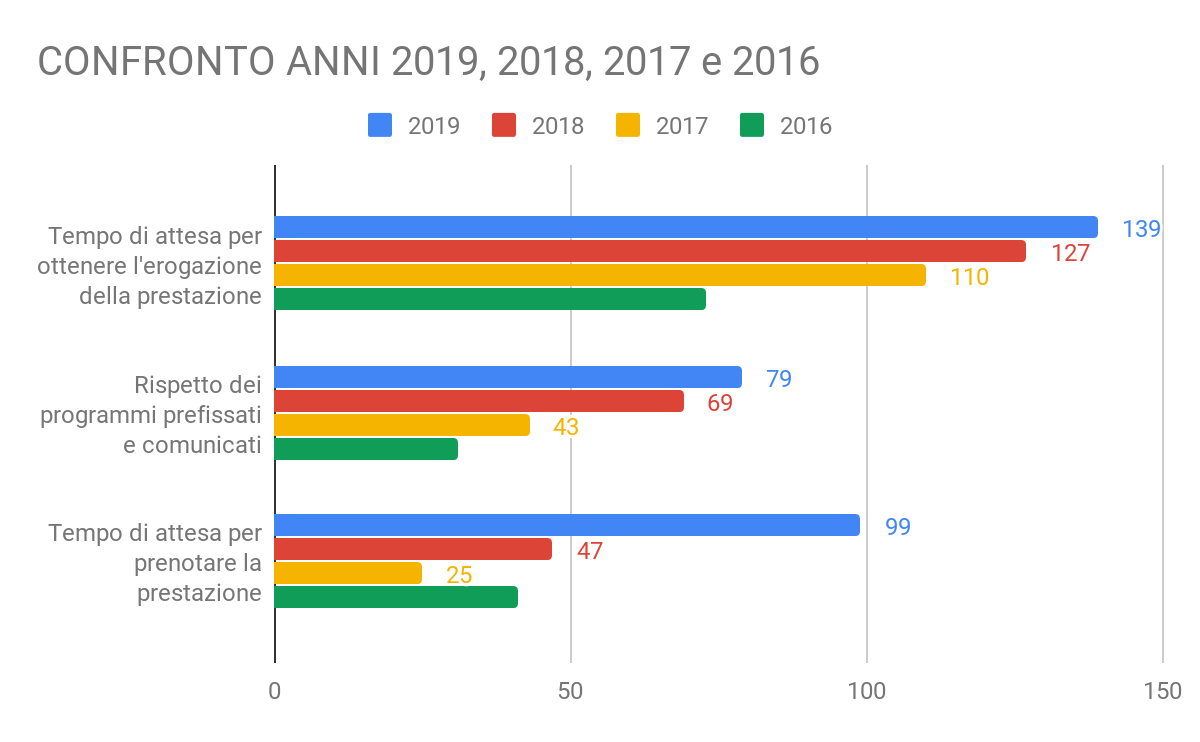 CONFRONTO ANNI 2019, 2018, 2017 e 2016
2019 2018 2017 2016
Tempo di attesa per
ottenere l'erogazione
della prestazione
139
127
110
Rispetto dei
programmi prefissati
e comunicati
79
69
43
Tempo di attesa per
prenotare la
prestazione
99
47
25
0 50 100 150